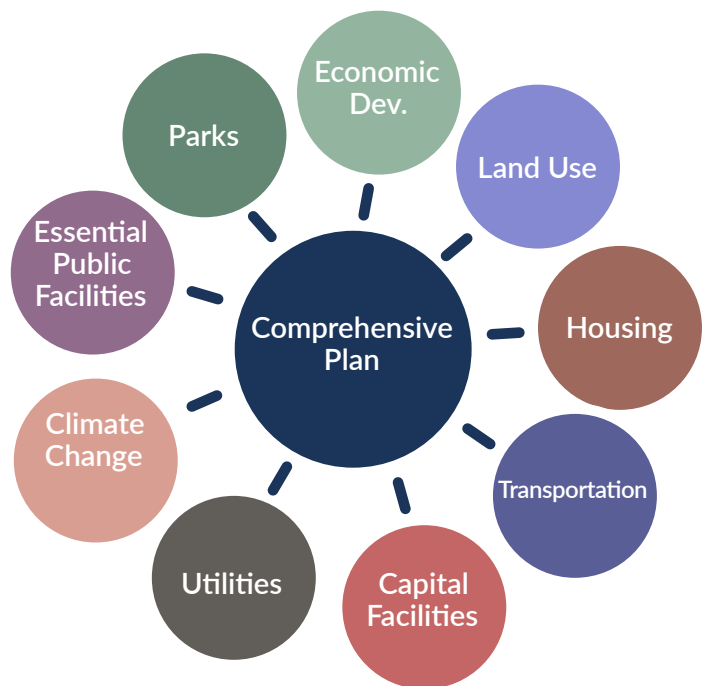 Economic
Dev.
Parks
Land Use
Essential
Public
Facilities
Comprehensive
Plan
Housing
Climate
Change
Transportation
Utilities
Capital
Facilities